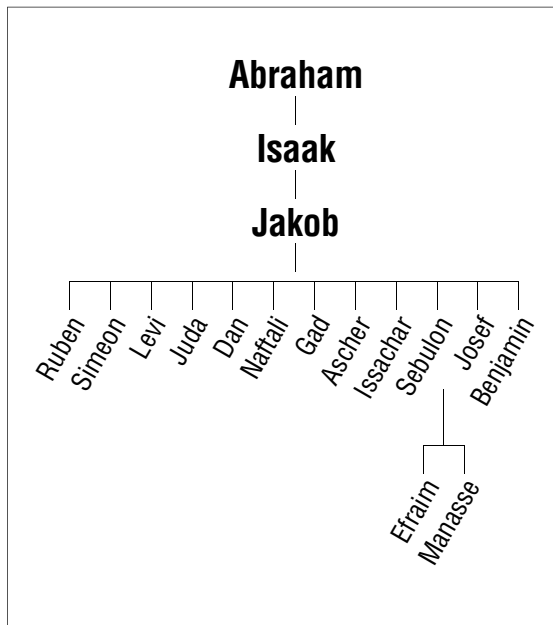 Abraham
Isaak
Jakob
Ruben
Simeon
Levi
Juda
Dan
Naftali
Gad
Ascher
Issachar
Sebulon
Josef
Benjamin
Efraim
Manasse